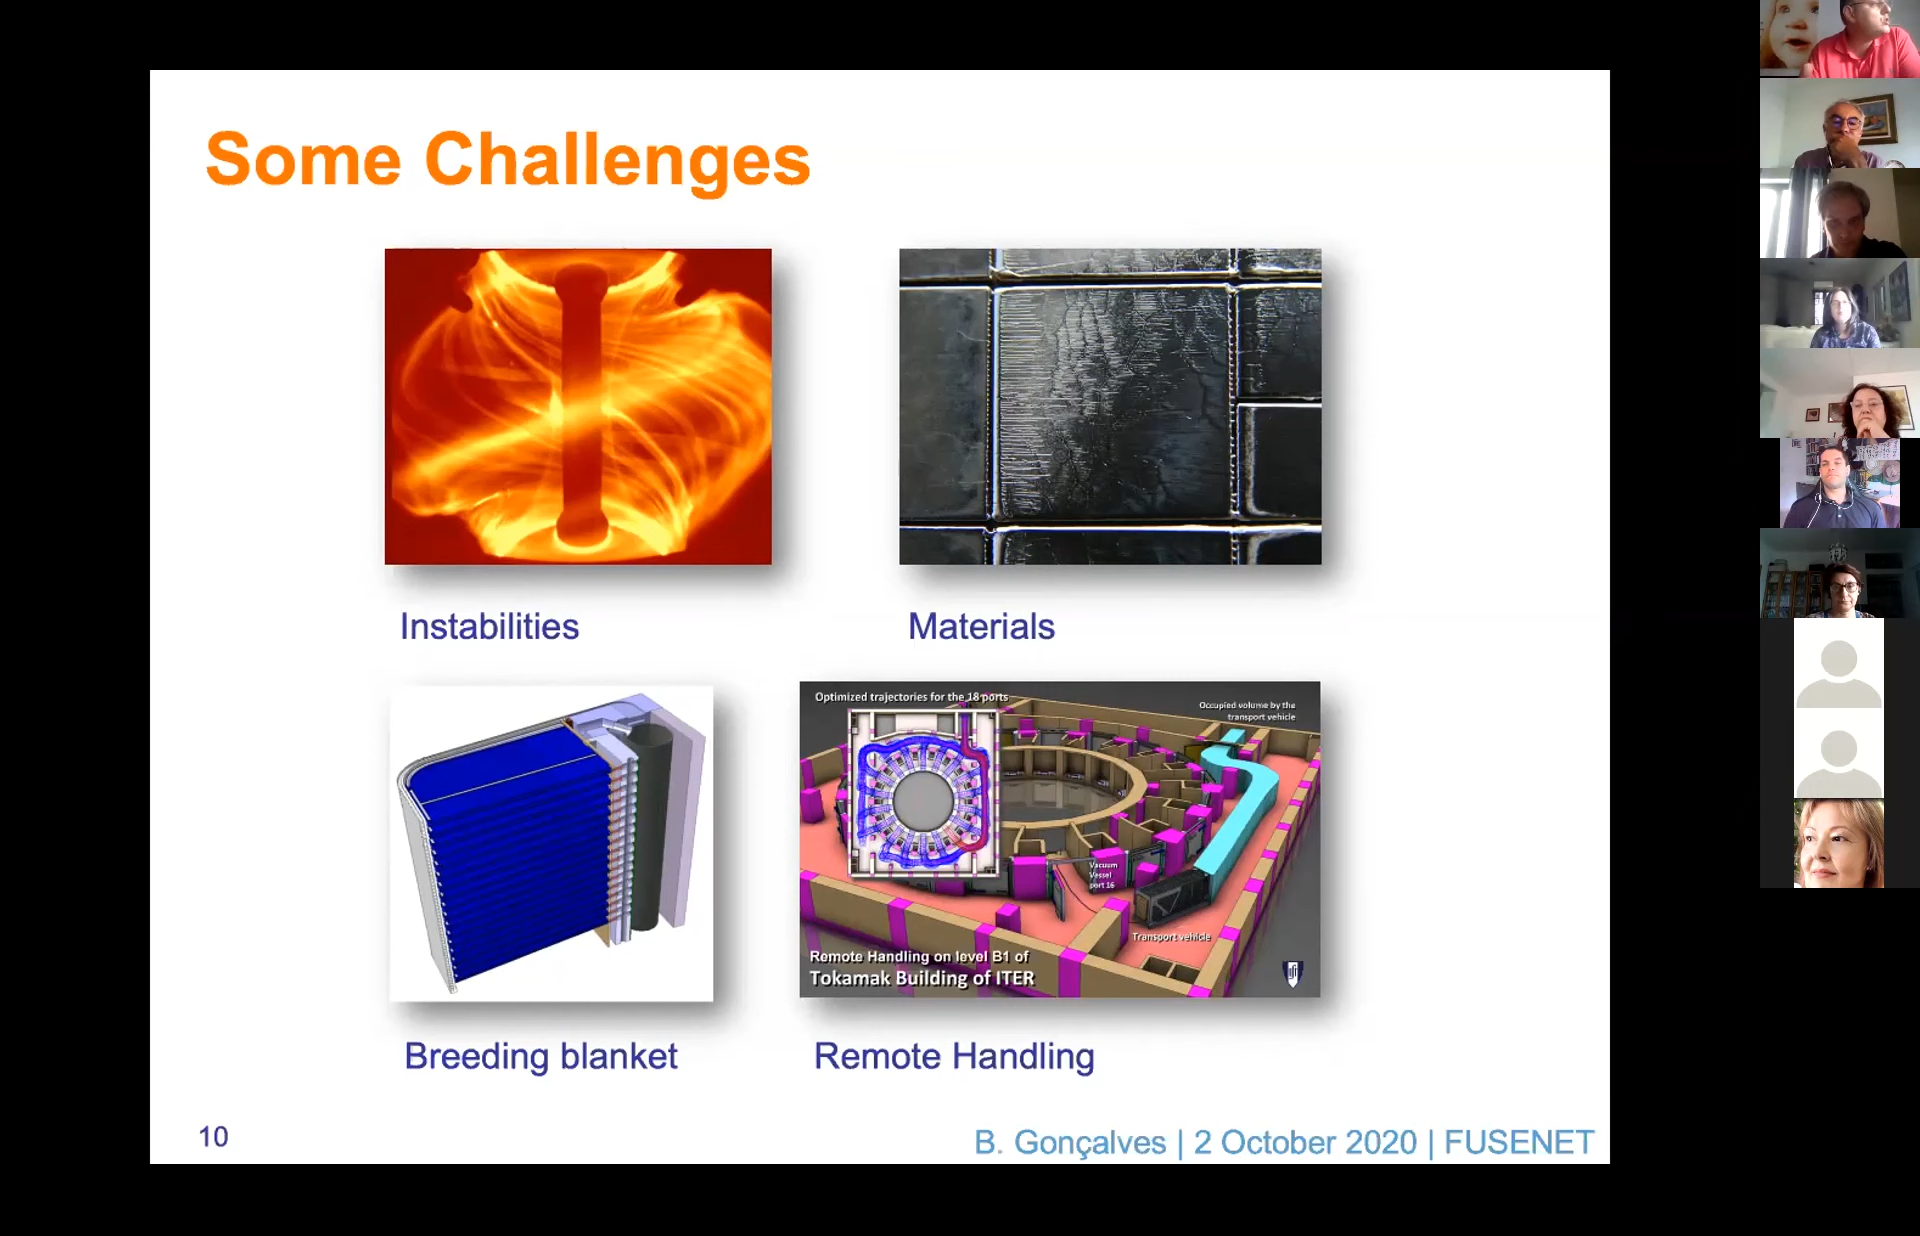 Some Challenges
Instabilities
Materials
Optimized trajectories for the 18 ports
Occupied volume by the
transport vehicle
Vacuum
Vessel
port 16
Transport vehicle
Remote Handling on level B1 of
Tokamak Building of ITER
Breeding blanket
Remote Handling
10
B. Gonçalves | 2 October 2020 | FUSENET